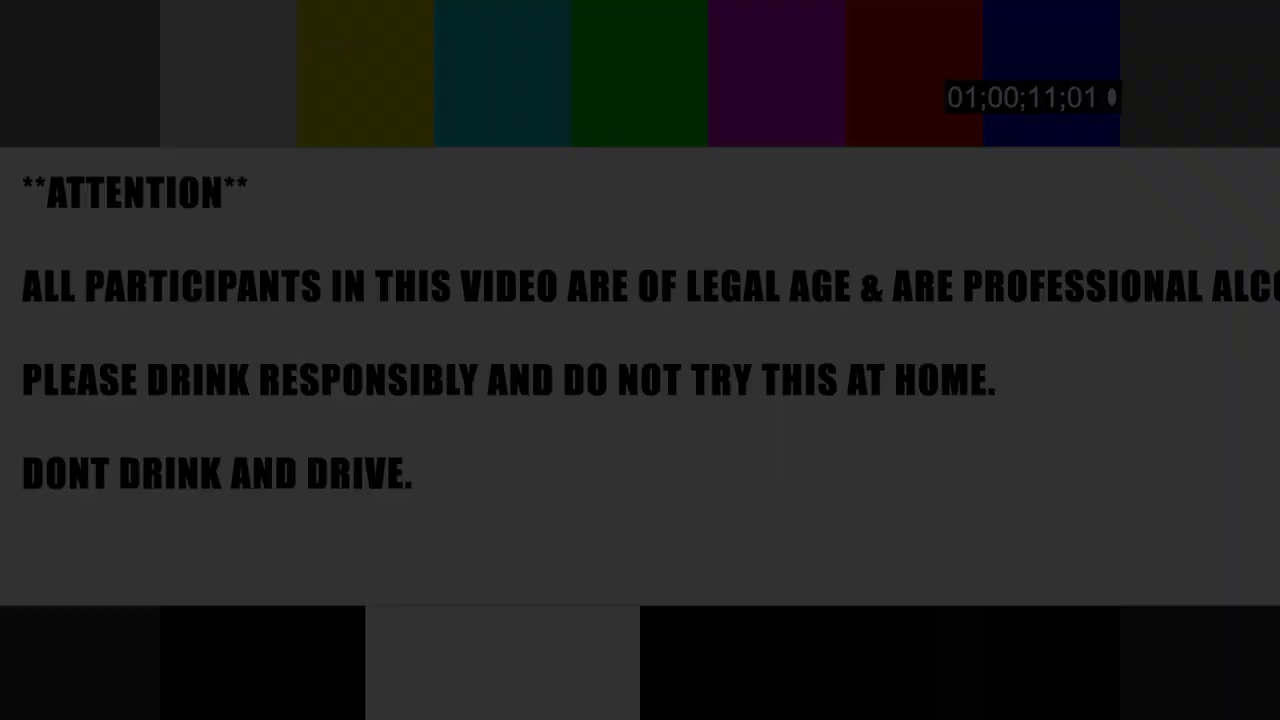 01;00;11;01
**ATTENTION**
ALL PARTICIPANTS IN THIS VIDEO ARE OF LEGAL AGE & ARE PROFESSIONAL
PLEASE DRINK RESPONSIBLY AND DO NOT TRY THIS AT HOME.
DONT DRINK AND DRIVE.